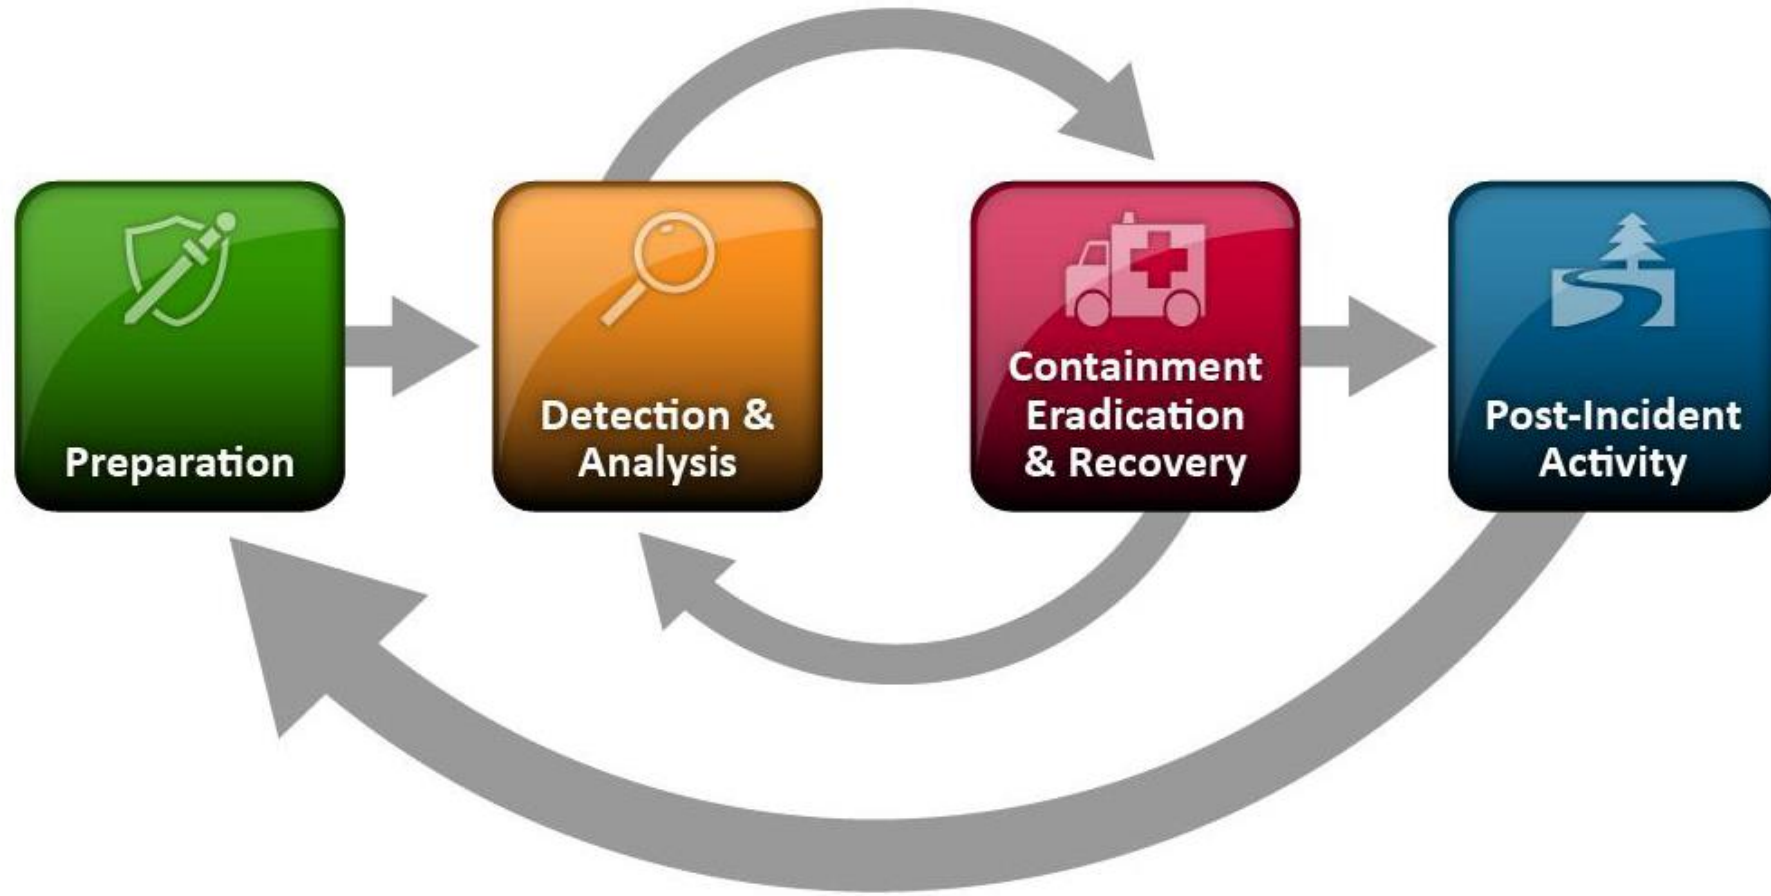 Preparation
Detection &
Analysis
Containment
Eradication
& Recovery
Post-Incident
Activity